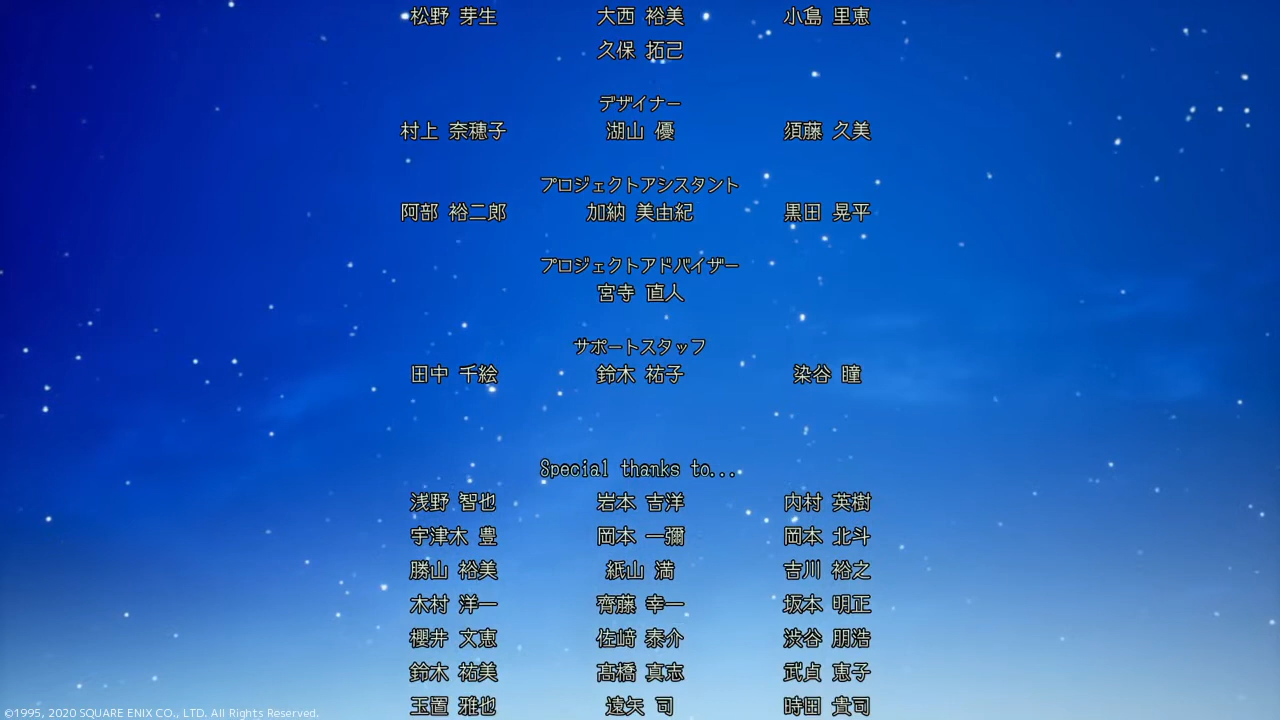 松野 芽生 大西 裕美 小島 里恵
久保 拓己
デザイナー
村上 奈穂子 湖山 優 須藤 久美
プロジェクトアシスタント
阿部 裕二郎 加納 美由紀 黒田 晃平
プロジェクトアドバイザー
宮寺 直人
サポートスタッフ
田中 千絵 鈴木 祐子 染谷 瞳
Special thanks to...
浅野 智也 岩本 吉洋 内村 英樹
宇津木 豊 岡本 一彌 岡本 北斗
勝山 裕美 紙山 満 吉川 裕之
木村 洋一 齊藤 幸一 坂本 明正
櫻井 文恵 佐﨑 泰介 渋谷 朋浩
鈴木 祐美 髙橋 真志 武貞 恵子
玉置 雅也 遠矢 司 時田 貴司
©1995, 2020 SQUARE ENIX CO., LTD. All Rights Reserved.